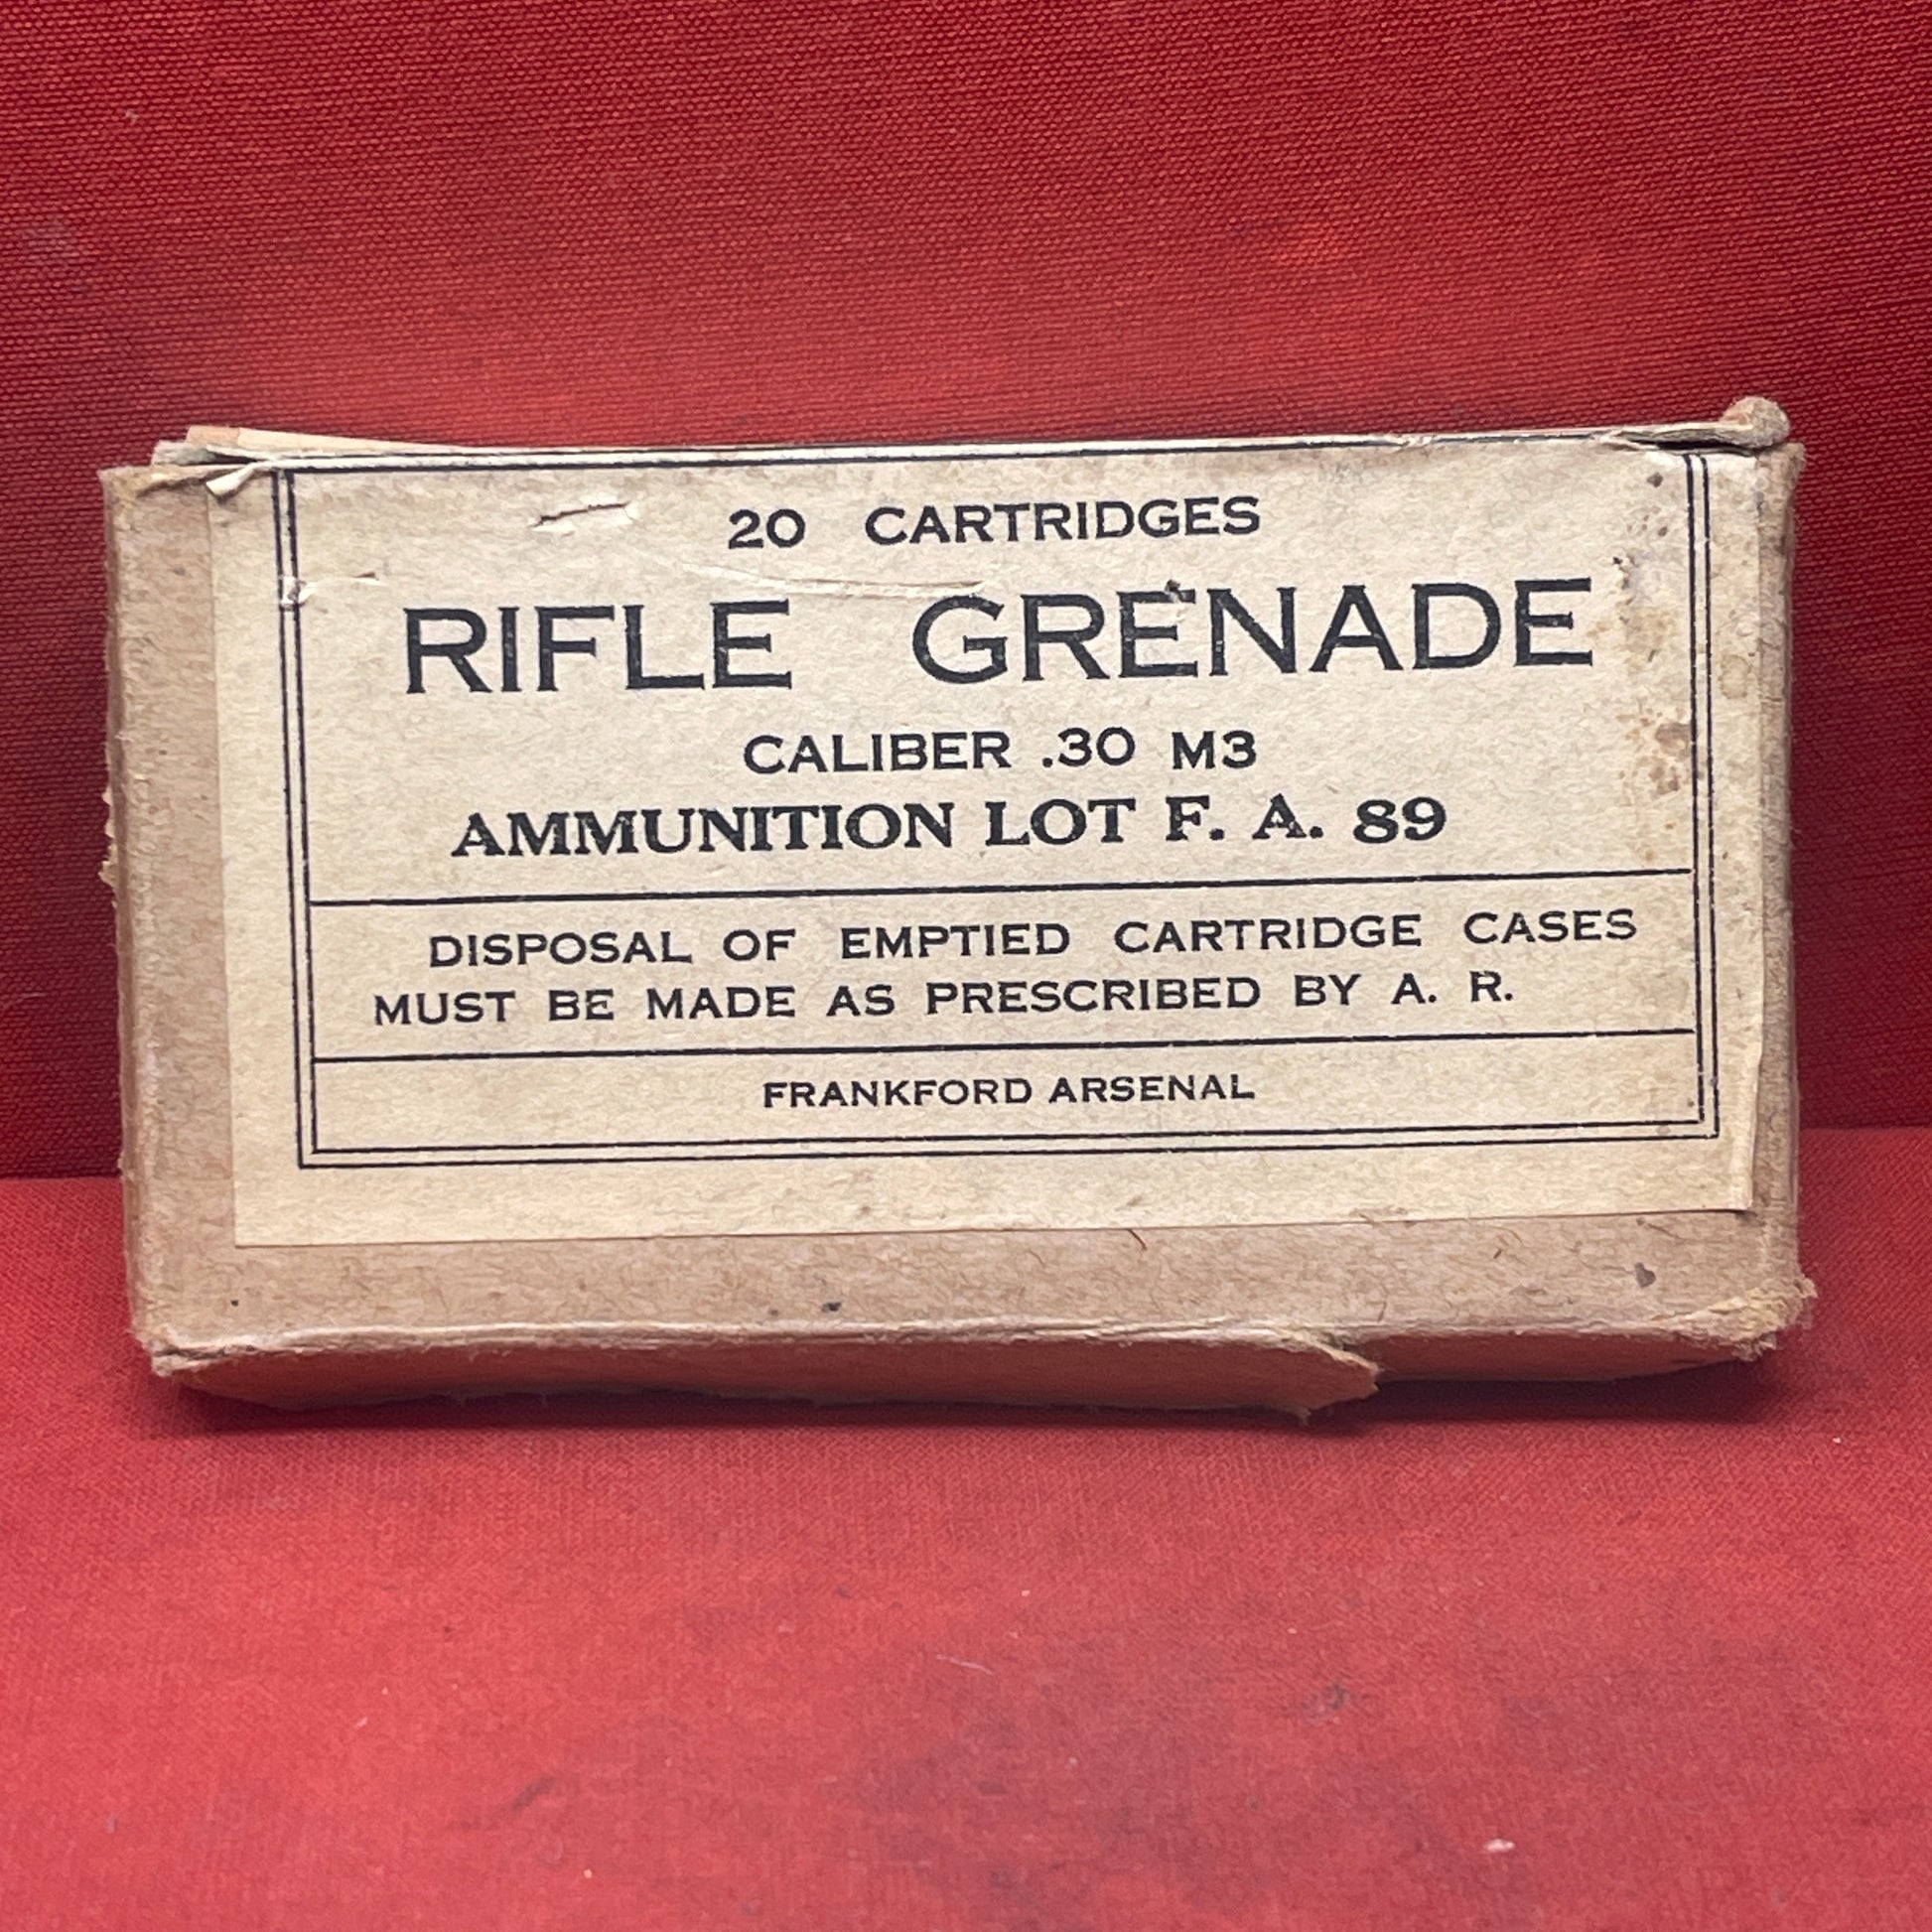 20 CARTRIDGES
RIFLE GRENADE
CALIBER .30 M3
AMMUNITION LOT F. A. 89
DISPOSAL OF EMPTIED CARTRIDGE CASES
MUST BE MADE AS PRESCRIBED BY A. R.
FRANKFORD ARSENAL